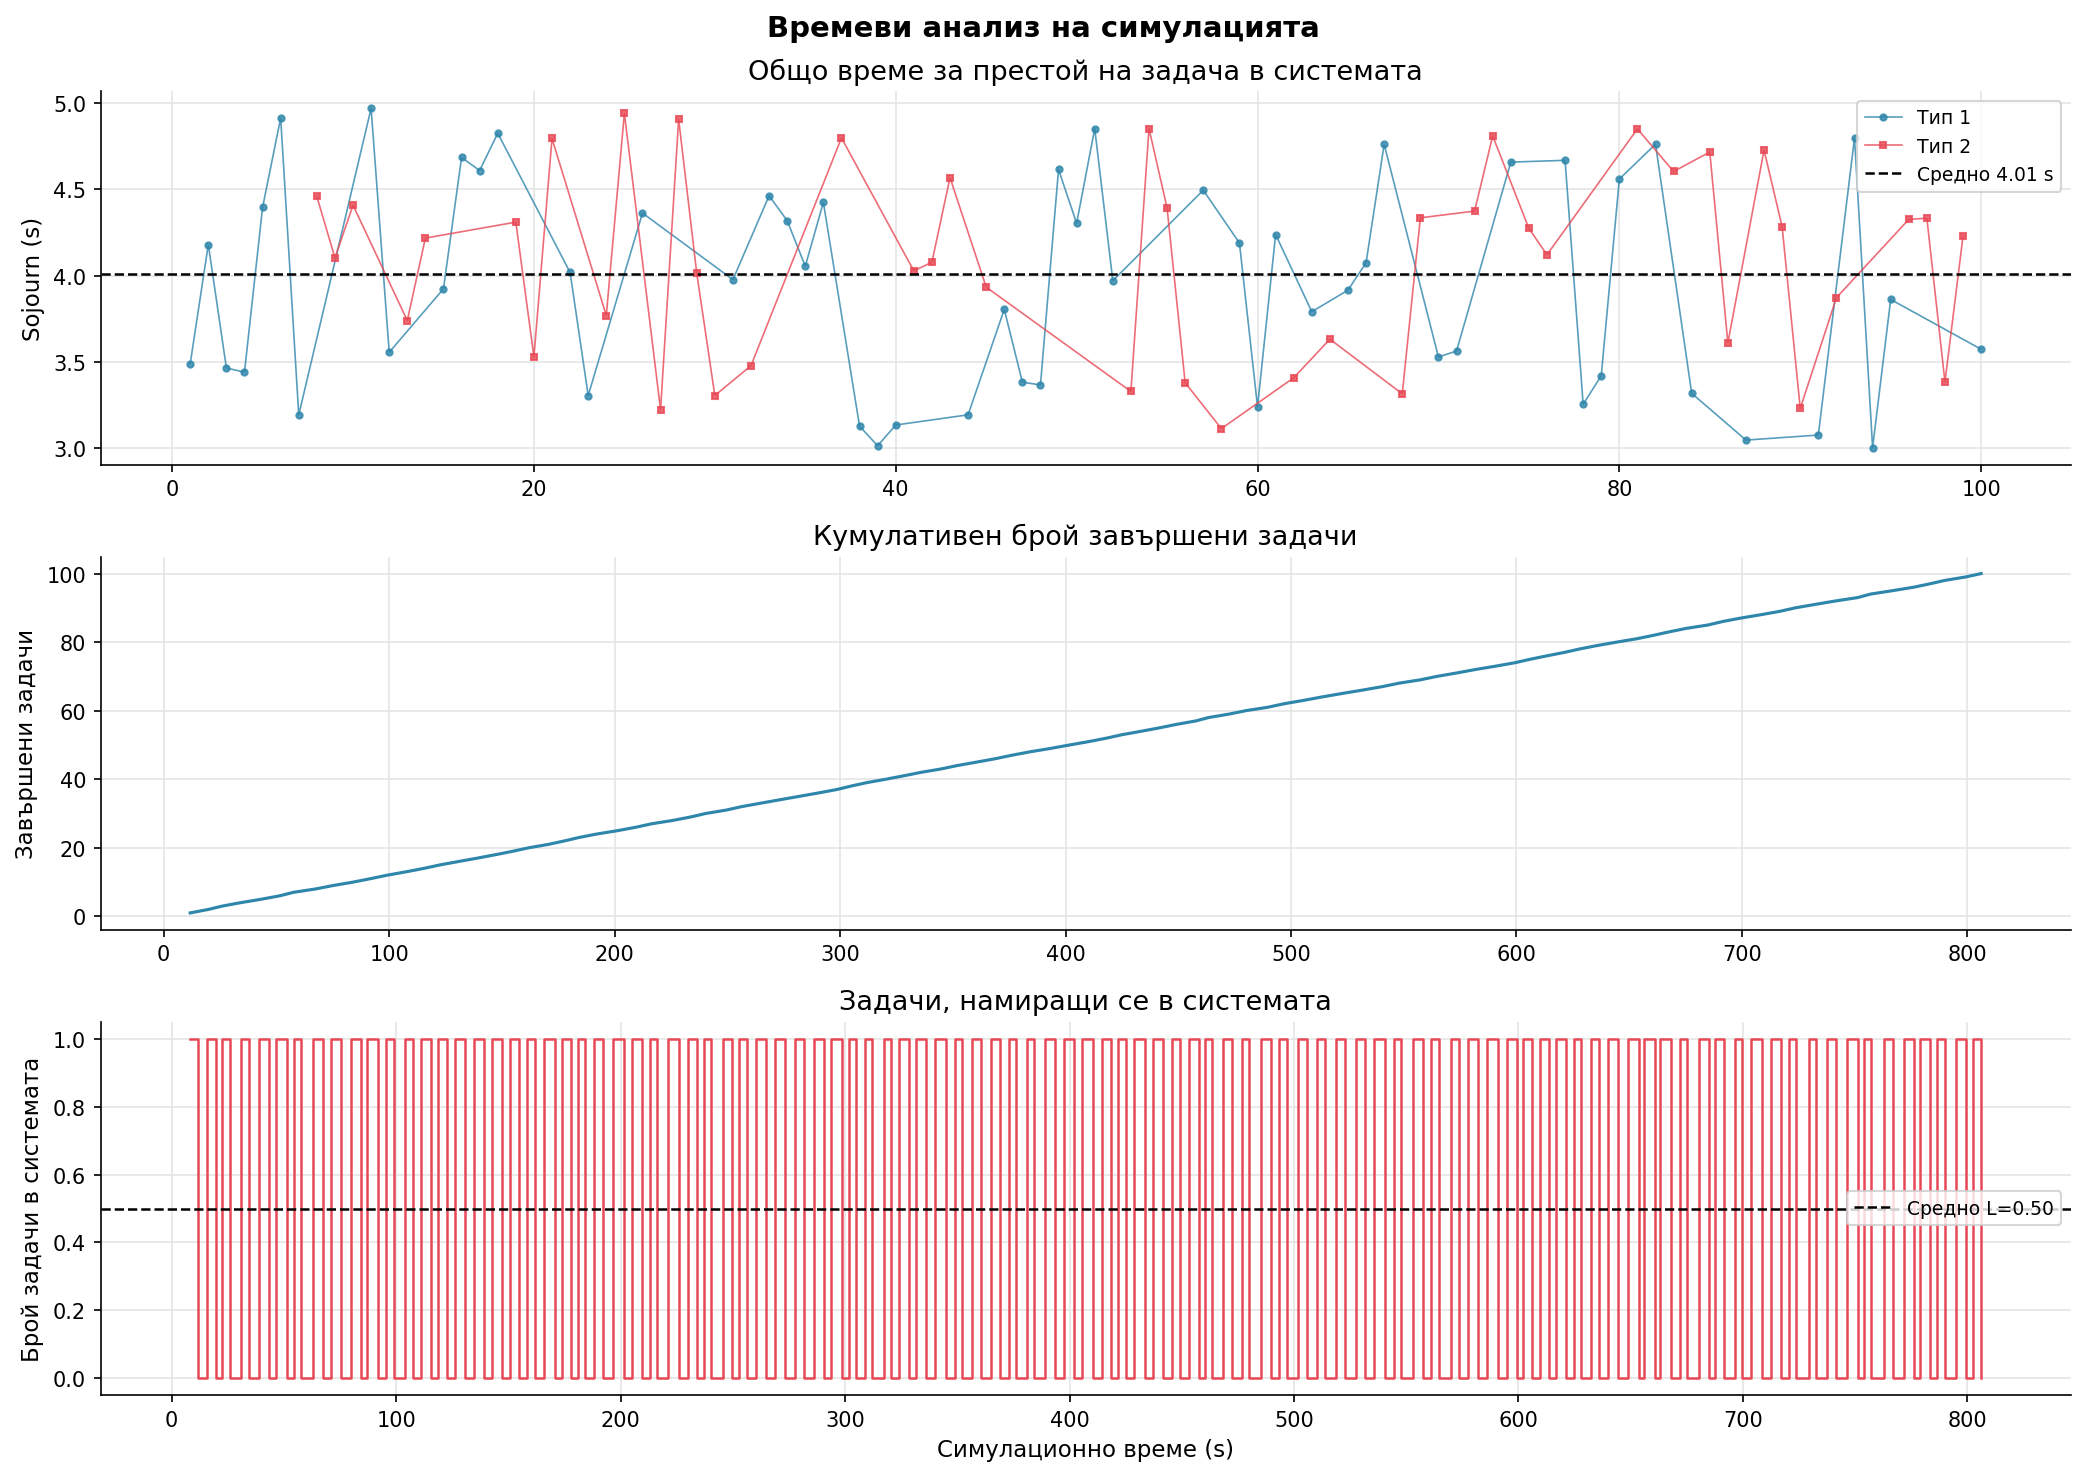 Времеви анализ на симулацията
Общо време за престой на задача в системата
Sojourn (s)
5.0
4.5
4.0
3.5
3.0
Тип 1
Тип 2
Средно 4.01 s
0 20 40 60 80 100
Кумулативен брой завършени задачи
Завършени задачи
100
80
60
40
20
0
0 100 200 300 400 500 600 700 800
Задачи, намиращи се в системата
Брой задачи в системата
1.0
0.8
0.6
0.4
0.2
0.0
Средно L=0.50
0 100 200 300 400 500 600 700 800
Симулационно време (s)